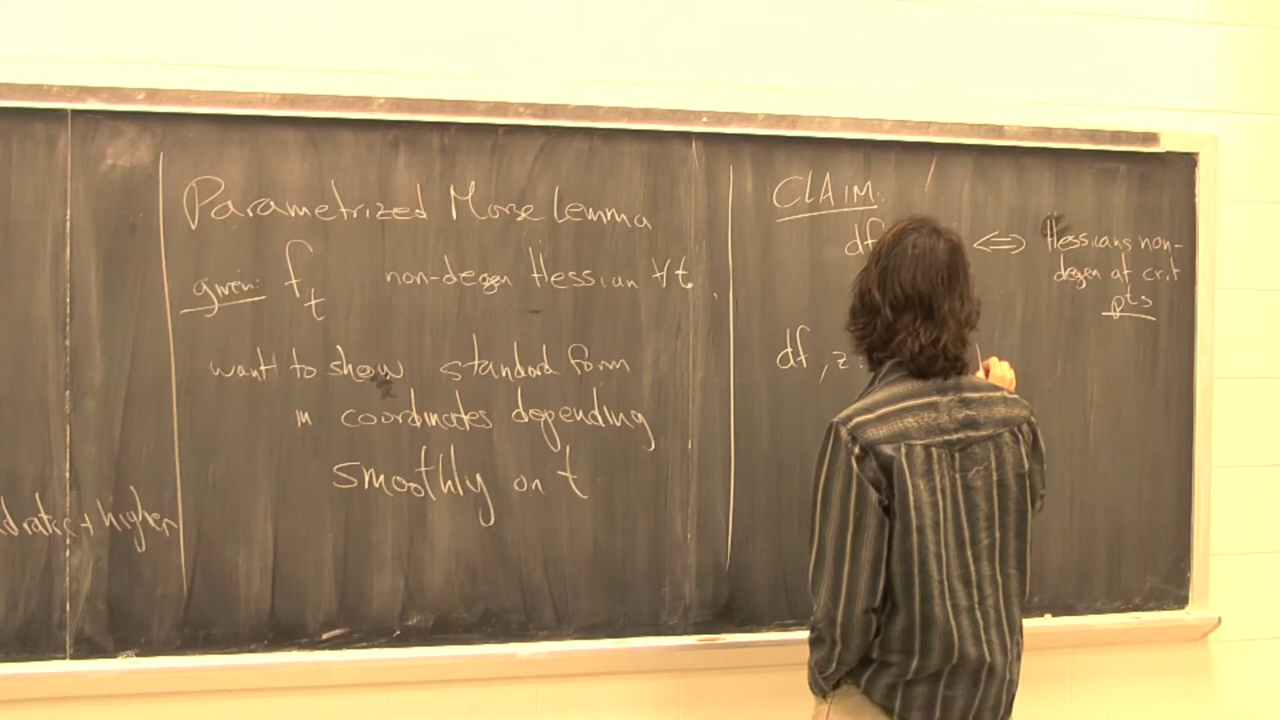 + higher
Parametrized Morse Lemma
given: f_t non-degen Hessian ∀t.
want to show standard form
in coordinates depending
smoothly on t
CLAIM:
df ⟺ Hessians non-
degen at crit
pts
df, z